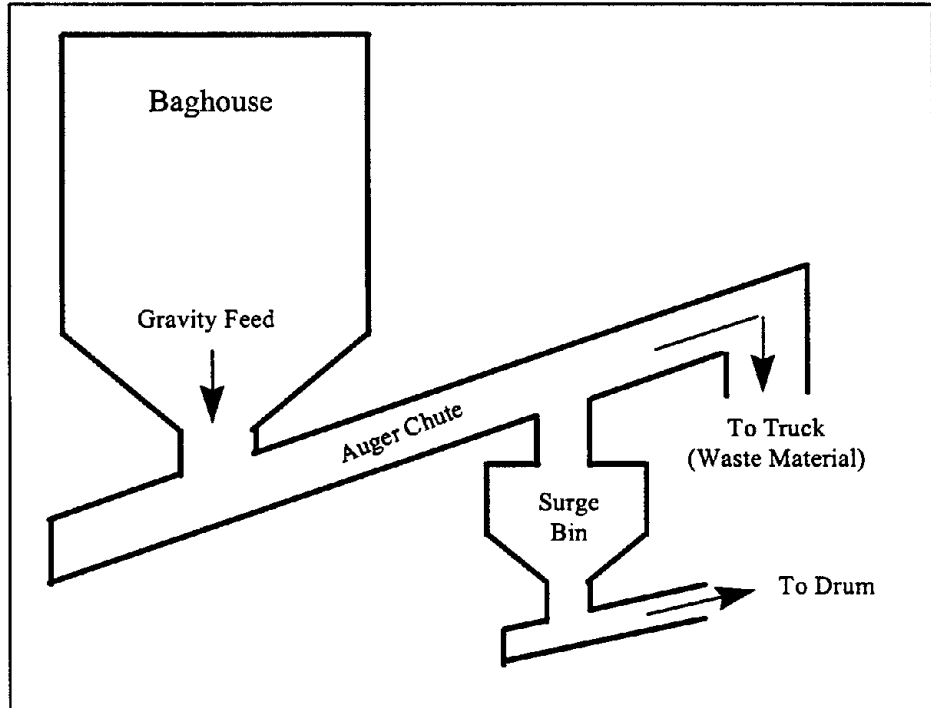 Baghouse
Gravity Feed
Auger Chute
To Truck
(Waste Material)
Surge
Bin
To Drum